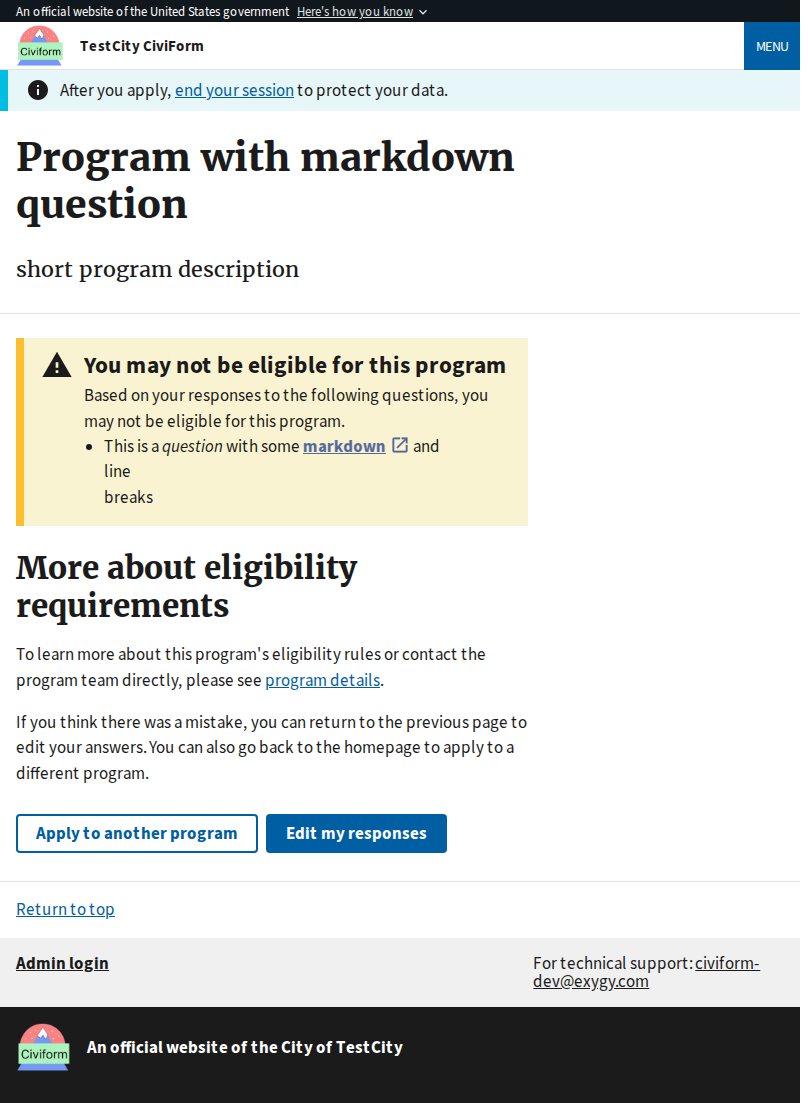 An official website of the United States government Here's how you know
Civiform
TestCity CiviForm
MENU
After you apply, end your session to protect your data.
Program with markdown
question
short program description
You may not be eligible for this program
Based on your responses to the following questions, you
may not be eligible for this program.
• This is a question with some markdown and
line
breaks
More about eligibility
requirements
To learn more about this program's eligibility rules or contact the
program team directly, please see program details.
If you think there was a mistake, you can return to the previous page to
edit your answers. You can also go back to the homepage to apply to a
different program.
Apply to another program
Edit my responses
Return to top
Admin login
For technical support: civiform-
dev@exygy.com
Civiform
An official website of the City of TestCity